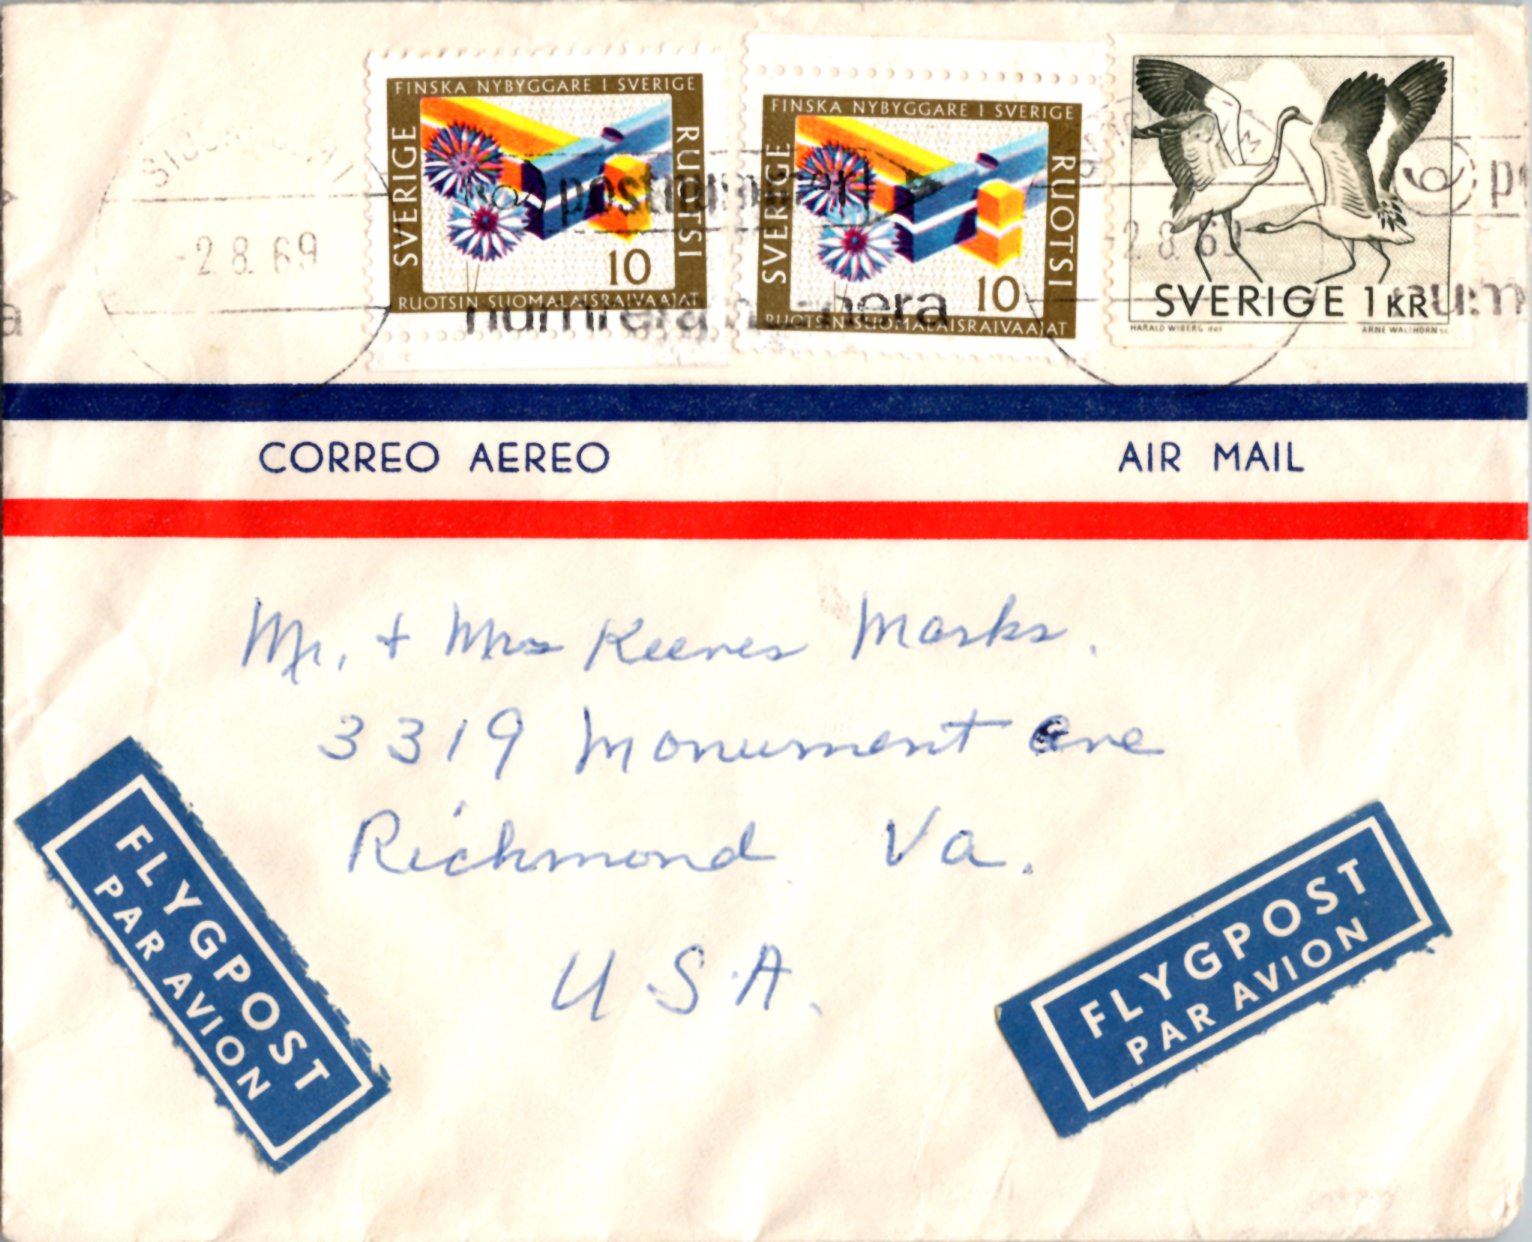 FINSKA NYBYGGARE I SVERIGE
SVERIGE
RUOTSI
10
RUOTSIN SUOMALAISRAIVAAJAT
FINSKA NYBYGGARE I SVERIGE
SVERIGE
RUOTSI
10
RUOTSIN SUOMALAISRAIVAAJAT
SVERIGE 1 KR
HARALD WIBERG del
ARNE WALLHORN sc
-2.8.69
-2.8.69
numrera
CORREO AEREO
AIR MAIL
Mr. + Mrs Reeves Marks.
3319 Monument Ave
Richmond Va.
U.S.A.
FLYGPOST
PAR AVION
FLYGPOST
PAR AVION